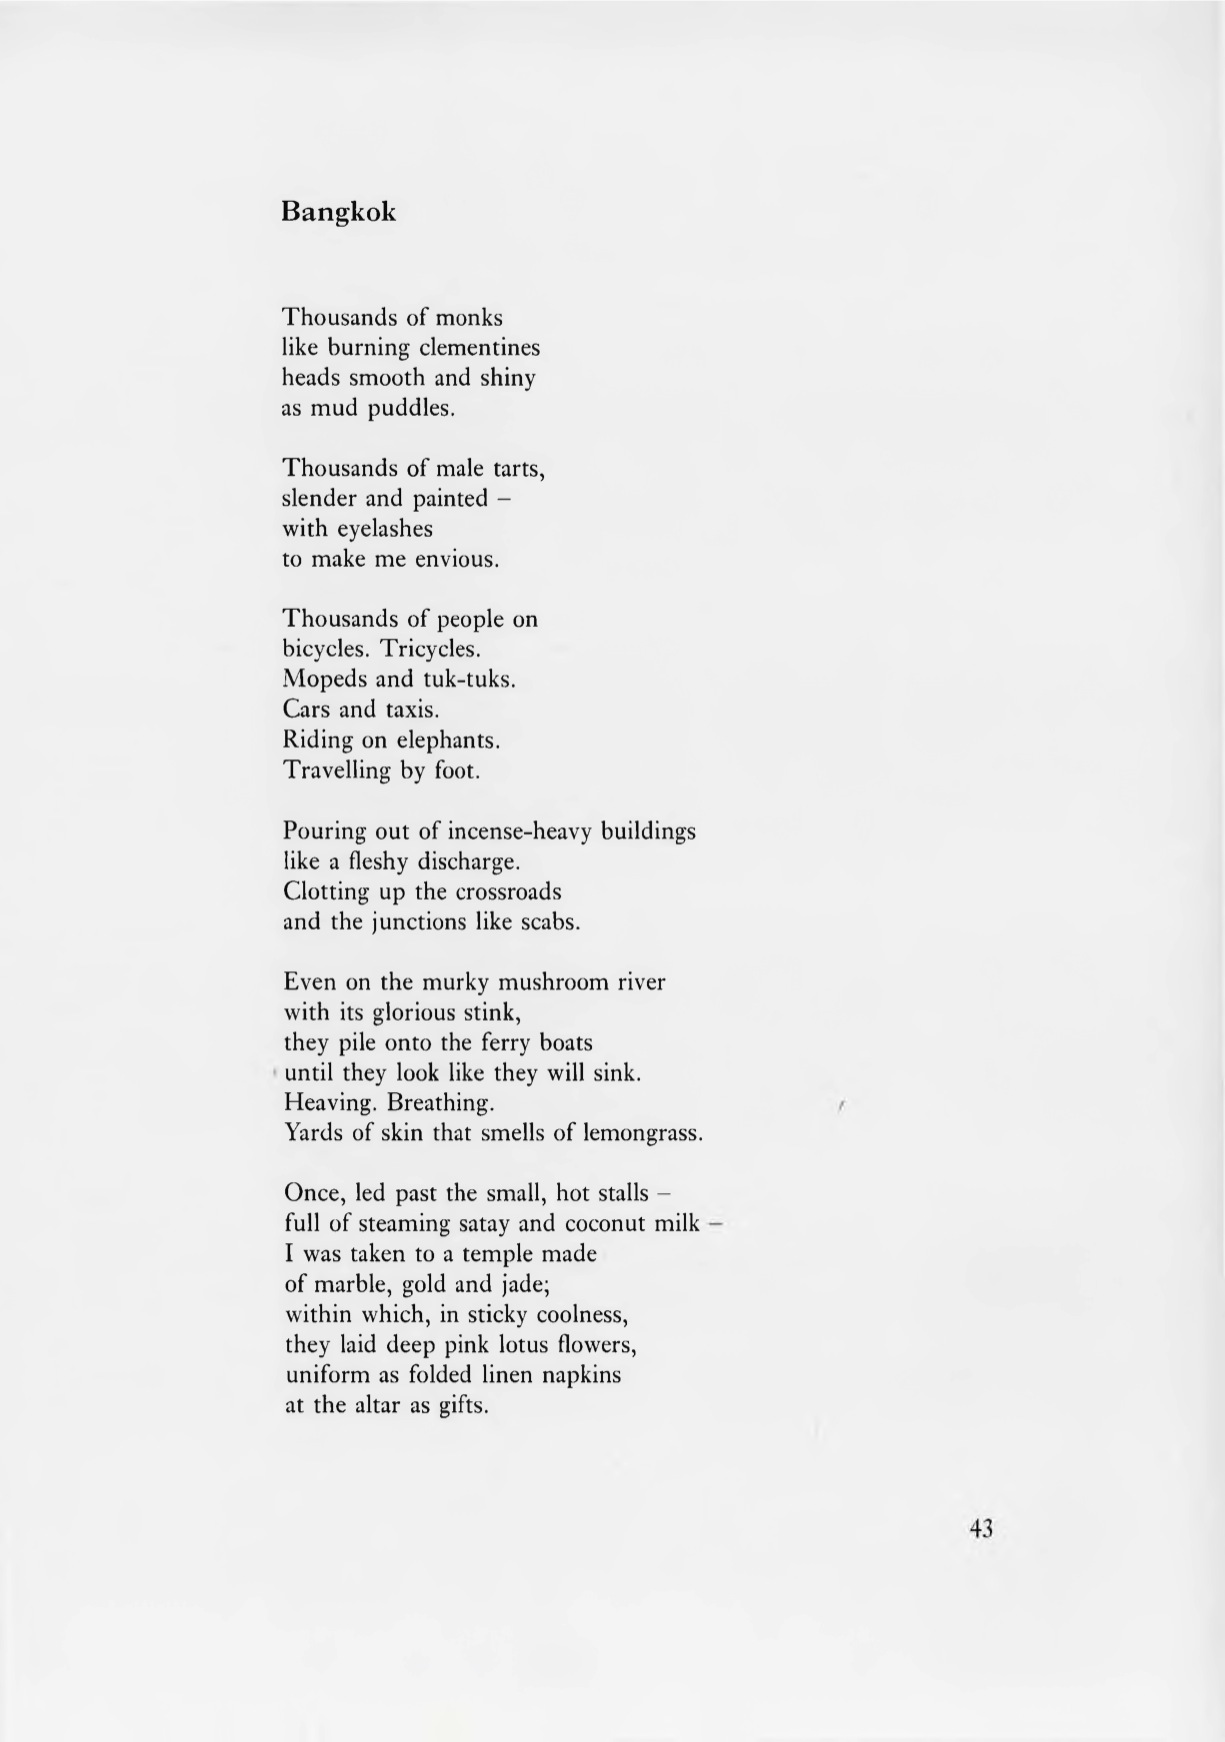 Bangkok
Thousands of monks
like burning clementines
heads smooth and shiny
as mud puddles.
Thousands of male tarts,
slender and painted –
with eyelashes
to make me envious.
Thousands of people on
bicycles. Tricycles.
Mopeds and tuk-tuks.
Cars and taxis.
Riding on elephants.
Travelling by foot.
Pouring out of incense-heavy buildings
like a fleshy discharge.
Clotting up the crossroads
and the junctions like scabs.
Even on the murky mushroom river
with its glorious stink,
they pile onto the ferry boats
until they look like they will sink.
Heaving. Breathing.
Yards of skin that smells of lemongrass.
Once, led past the small, hot stalls –
full of steaming satay and coconut milk –
I was taken to a temple made
of marble, gold and jade;
within which, in sticky coolness,
they laid deep pink lotus flowers,
uniform as folded linen napkins
at the altar as gifts.
43